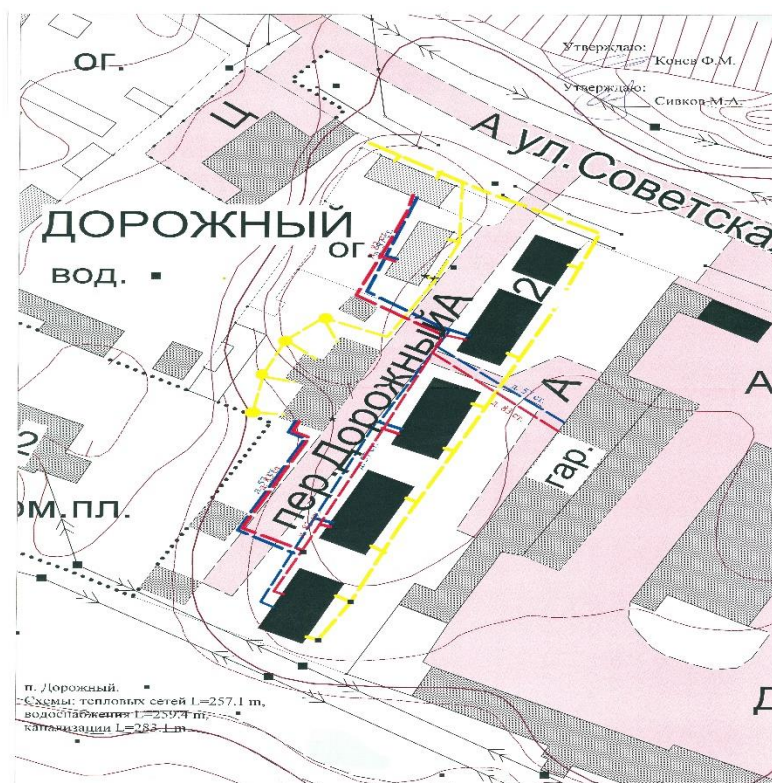 Утверждаю:
Конев Ф.М.
Утверждаю:
Сивков М.А.
ОГ.
Ц
А ул.Советская
ДОРОЖНЫЙ
ОГ.
вод.
2
А
пер.Дорожный
А
А
гар.
2
ом.пл.
Д
п. Дорожный.
Схемы: тепловых сетей L=257.1 m,
водоснабжения L=259.4 m,
канализации L=283.1 m.